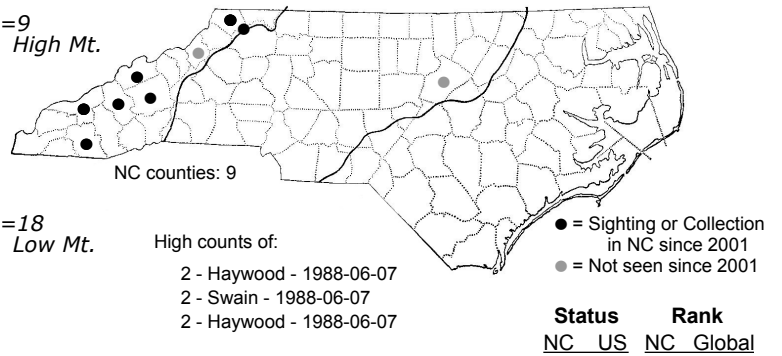 =9
High Mt.
NC counties: 9
=18
Low Mt.
High counts of:
2 - Haywood - 1988-06-07
2 - Swain - 1988-06-07
2 - Haywood - 1988-06-07
= Sighting or Collection
in NC since 2001
= Not seen since 2001
Status Rank
NC US NC Global